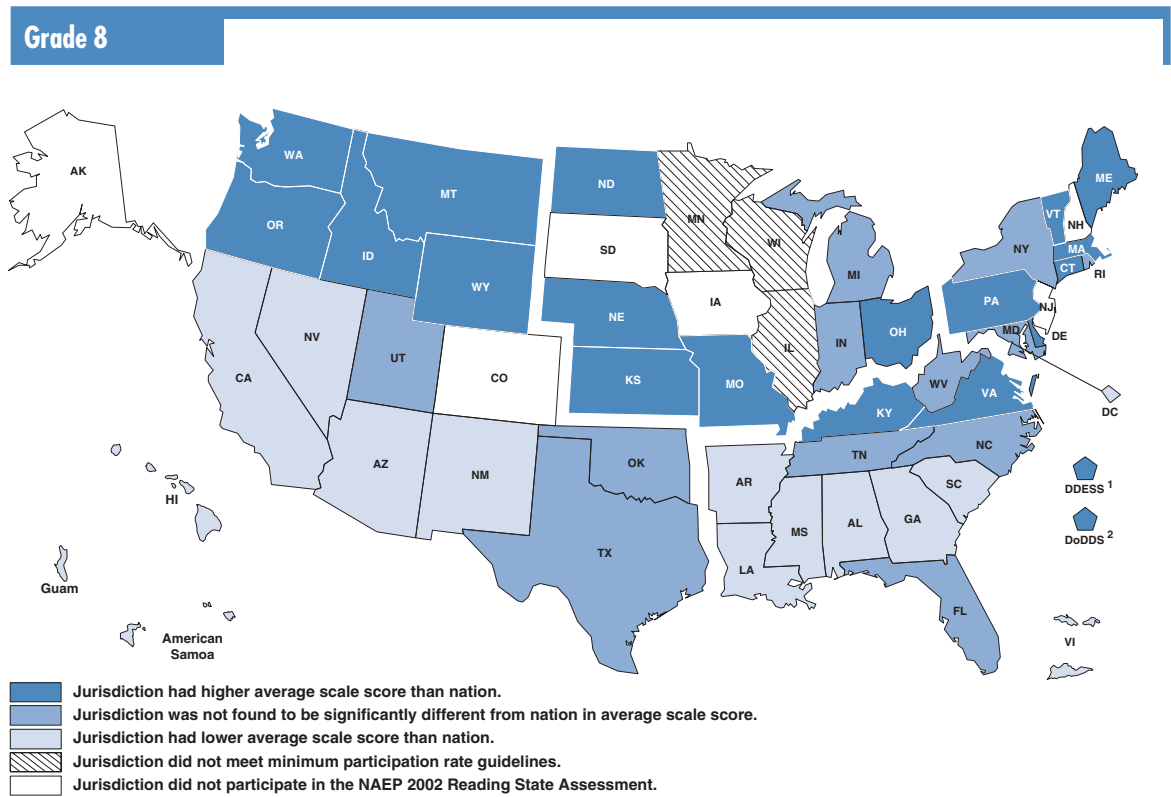 Grade 8
AK
WA
MT
ND
MN
ME
OR
ID
SD
WI
VT
NH
NY
MA
WY
MI
CT
RI
IA
PA
NE
NJ
NV
OH
MD
DE
UT
IL
IN
CA
CO
KS
MO
WV
VA
KY
DC
AZ
NM
OK
TN
NC
AR
SC
DDESS 1
HI
MS
AL
GA
DoDDS 2
TX
LA
Guam
FL
American
Samoa
VI
Jurisdiction had higher average scale score than nation.
Jurisdiction was not found to be significantly different from nation in average scale score.
Jurisdiction had lower average scale score than nation.
Jurisdiction did not meet minimum participation rate guidelines.
Jurisdiction did not participate in the NAEP 2002 Reading State Assessment.